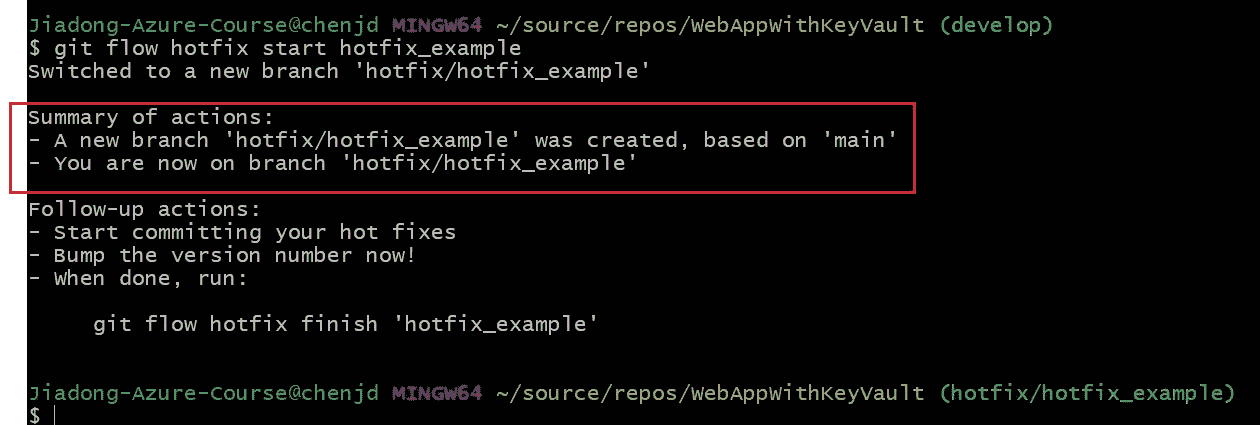 Jiadong-Azure-Course@chenjd MINGW64 ~/source/repos/WebAppWithKeyVault (develop)
$ git flow hotfix start hotfix_example
Switched to a new branch 'hotfix/hotfix_example'
Summary of actions:
- A new branch 'hotfix/hotfix_example' was created, based on 'main'
- You are now on branch 'hotfix/hotfix_example'
Follow-up actions:
- Start committing your hot fixes
- Bump the version number now!
- When done, run:
git flow hotfix finish 'hotfix_example'
Jiadong-Azure-Course@chenjd MINGW64 ~/source/repos/WebAppWithKeyVault (hotfix/hotfix_example)
$